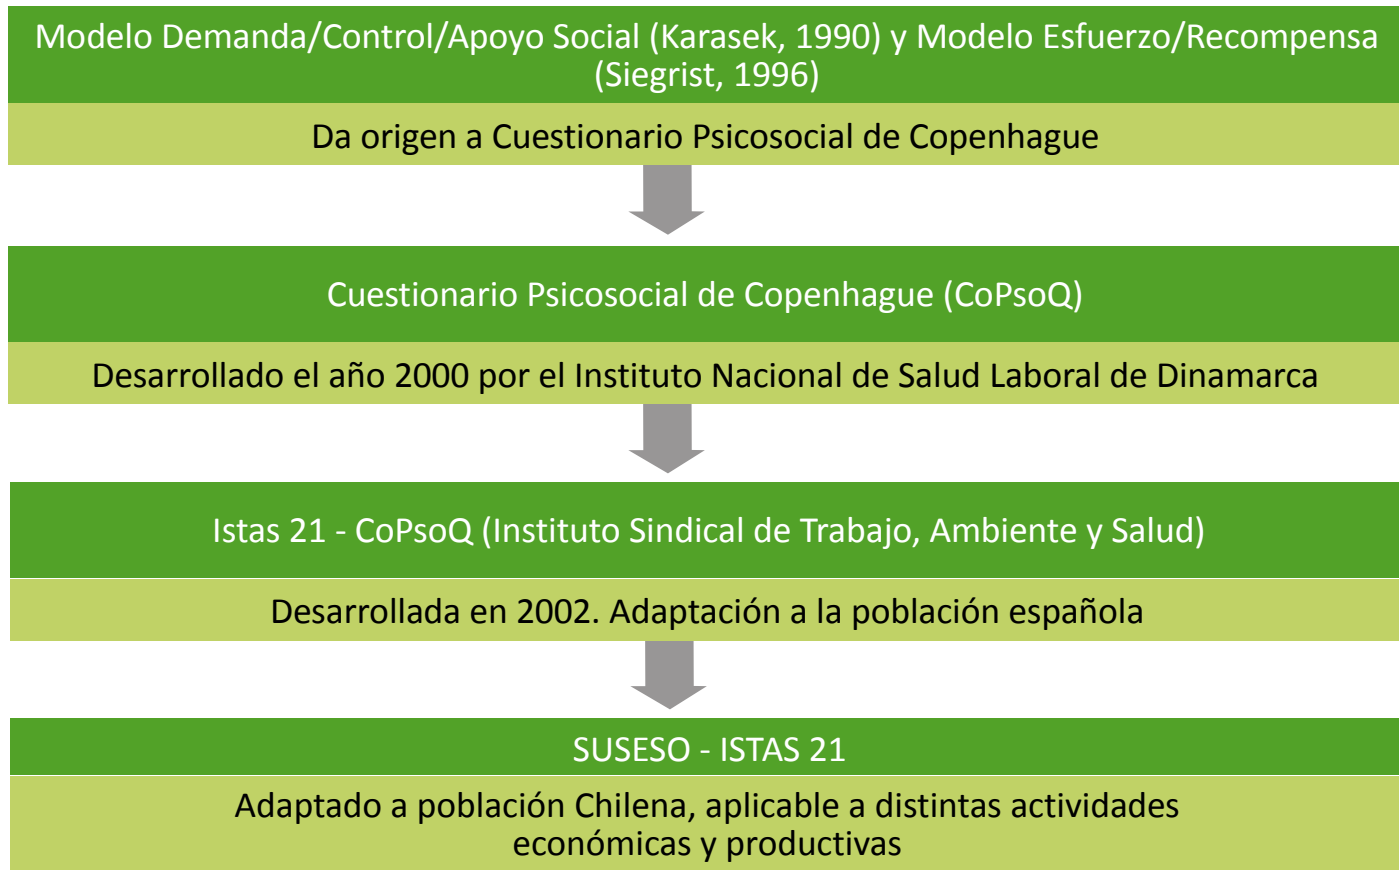 Modelo Demanda/Control/Apoyo Social (Karasek, 1990) y Modelo Esfuerzo/Recompensa
(Siegrist, 1996)
Da origen a Cuestionario Psicosocial de Copenhague
Cuestionario Psicosocial de Copenhague (CoPsoQ)
Desarrollado el año 2000 por el Instituto Nacional de Salud Laboral de Dinamarca
Istas 21 - CoPsoQ (Instituto Sindical de Trabajo, Ambiente y Salud)
Desarrollada en 2002. Adaptación a la población española
SUSESO - ISTAS 21
Adaptado a población Chilena, aplicable a distintas actividades
económicas y productivas